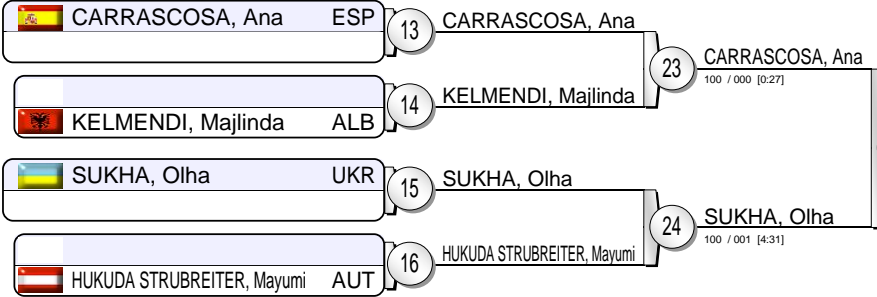 CARRASCOSA, Ana ESP
13
CARRASCOSA, Ana
23
CARRASCOSA, Ana
100 / 000 [0:27]
14
KELMENDI, Majlinda
KELMENDI, Majlinda ALB
SUKHA, Olha UKR
15
SUKHA, Olha
24
SUKHA, Olha
100 / 001 [4:31]
16
HUKUDA STRUBREITER, Mayumi
HUKUDA STRUBREITER, Mayumi AUT